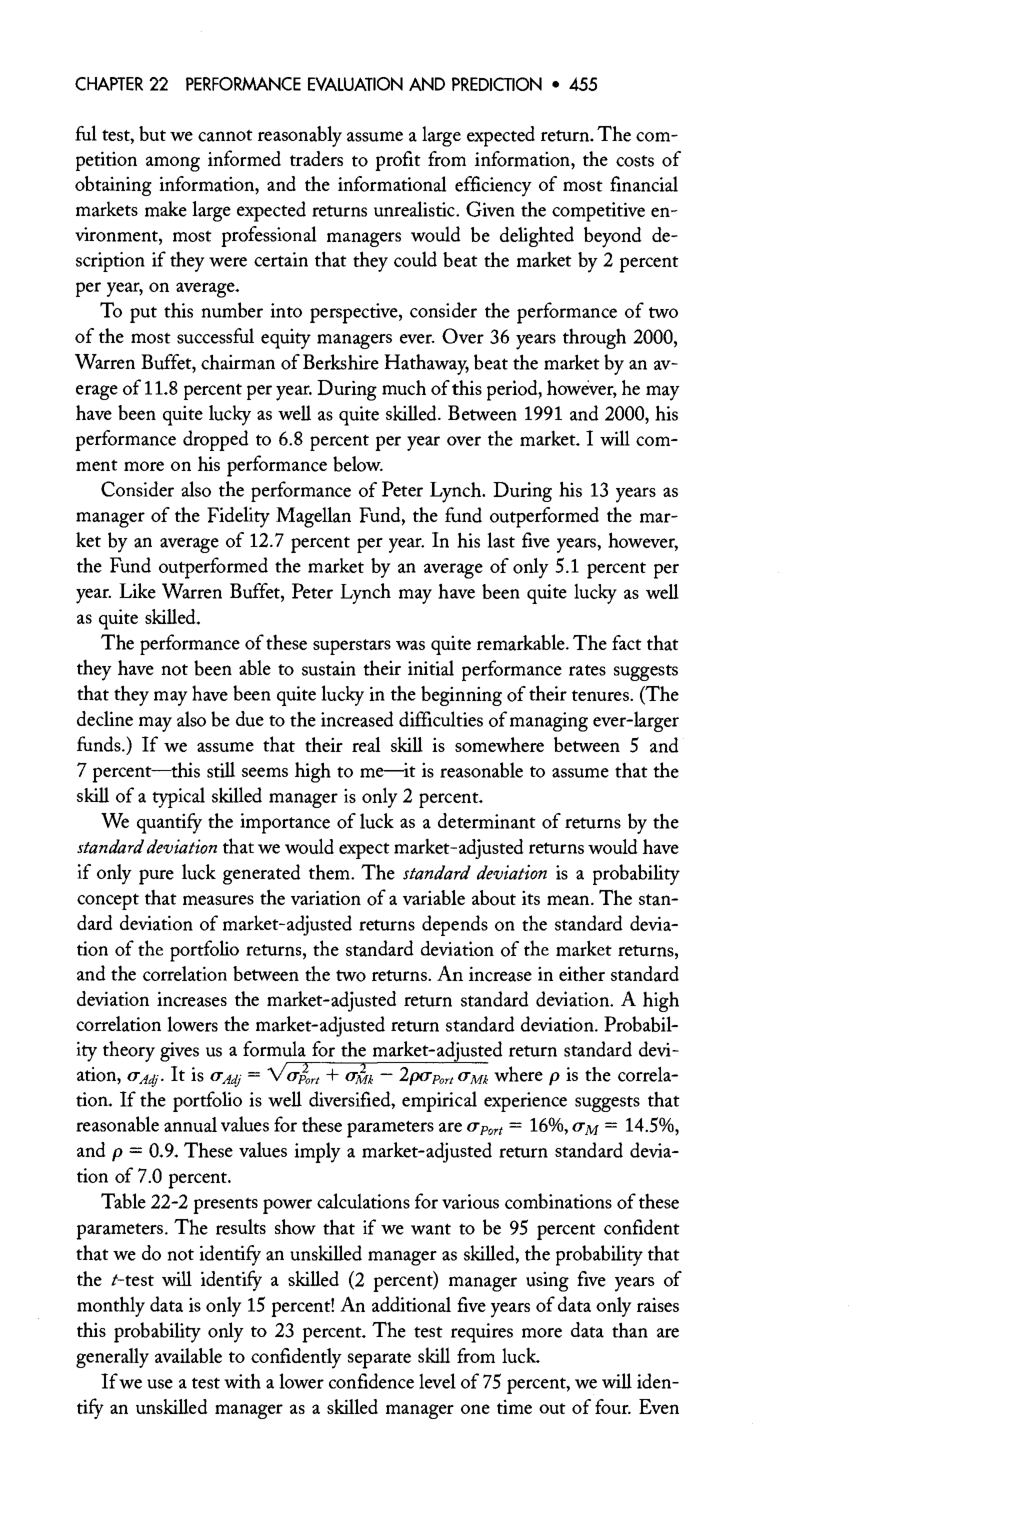 CHAPTER 22 PERFORMANCE EVALUATION AND PREDICTION • 455
ful test, but we cannot reasonably assume a large expected return. The com-
petition among informed traders to profit from information, the costs of
obtaining information, and the informational efficiency of most financial
markets make large expected returns unrealistic. Given the competitive en-
vironment, most professional managers would be delighted beyond de-
scription if they were certain that they could beat the market by 2 percent
per year, on average.
To put this number into perspective, consider the performance of two
of the most successful equity managers ever. Over 36 years through 2000,
Warren Buffet, chairman of Berkshire Hathaway, beat the market by an av-
erage of 11.8 percent per year. During much of this period, however, he may
have been quite lucky as well as quite skilled. Between 1991 and 2000, his
performance dropped to 6.8 percent per year over the market. I will com-
ment more on his performance below.
Consider also the performance of Peter Lynch. During his 13 years as
manager of the Fidelity Magellan Fund, the fund outperformed the mar-
ket by an average of 12.7 percent per year. In his last five years, however,
the Fund outperformed the market by an average of only 5.1 percent per
year. Like Warren Buffet, Peter Lynch may have been quite lucky as well
as quite skilled.
The performance of these superstars was quite remarkable. The fact that
they have not been able to sustain their initial performance rates suggests
that they may have been quite lucky in the beginning of their tenures. (The
decline may also be due to the increased difficulties of managing ever-larger
funds.) If we assume that their real skill is somewhere between 5 and
7 percent—this still seems high to me—it is reasonable to assume that the
skill of a typical skilled manager is only 2 percent.
We quantify the importance of luck as a determinant of returns by the
standard deviation that we would expect market-adjusted returns would have
if only pure luck generated them. The standard deviation is a probability
concept that measures the variation of a variable about its mean. The stan-
dard deviation of market-adjusted returns depends on the standard devia-
tion of the portfolio returns, the standard deviation of the market returns,
and the correlation between the two returns. An increase in either standard
deviation increases the market-adjusted return standard deviation. A high
correlation lowers the market-adjusted return standard deviation. Probabil-
ity theory gives us a formula for the market-adjusted return standard devi-
ation, σ_Adj. It is σ_Adj = √(σ²_Port + σ²_Mk − 2ρσ_Port σ_Mk) where ρ is the correla-
tion. If the portfolio is well diversified, empirical experience suggests that
reasonable annual values for these parameters are σ_Port = 16%, σ_M = 14.5%,
and ρ = 0.9. These values imply a market-adjusted return standard devia-
tion of 7.0 percent.
Table 22-2 presents power calculations for various combinations of these
parameters. The results show that if we want to be 95 percent confident
that we do not identify an unskilled manager as skilled, the probability that
the t-test will identify a skilled (2 percent) manager using five years of
monthly data is only 15 percent! An additional five years of data only raises
this probability only to 23 percent. The test requires more data than are
generally available to confidently separate skill from luck.
If we use a test with a lower confidence level of 75 percent, we will iden-
tify an unskilled manager as a skilled manager one time out of four. Even